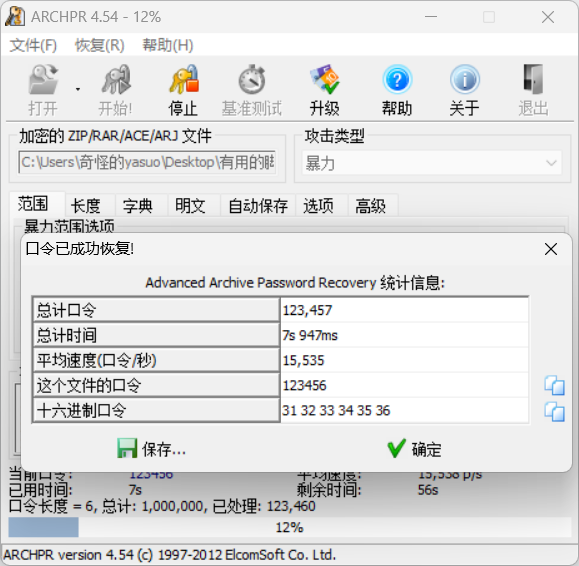 ARCHPR 4.54 - 12%
文件(F) 恢复(R) 帮助(H)
打开 开始! 停止 基准测试 升级 帮助 关于 退出
加密的 ZIP/RAR/ACE/ARJ 文件 攻击类型
C:\Users\奇怪的yasuo\Desktop\有用的 暴力
范围 长度 字典 明文 自动保存 选项 高级
暴力范围选项
口令已成功恢复!
Advanced Archive Password Recovery 统计信息:
总计口令 123,457
总计时间 7s 947ms
平均速度(口令/秒) 15,535
这个文件的口令 123456
十六进制口令 31 32 33 34 35 36
保存... 确定
当前口令: 123456 平均速度: 15,538 p/s
已用时间: 7s 剩余时间: 56s
口令长度 = 6, 总计: 1,000,000, 已处理: 123,460
12%
ARCHPR version 4.54 (c) 1997-2012 ElcomSoft Co. Ltd.